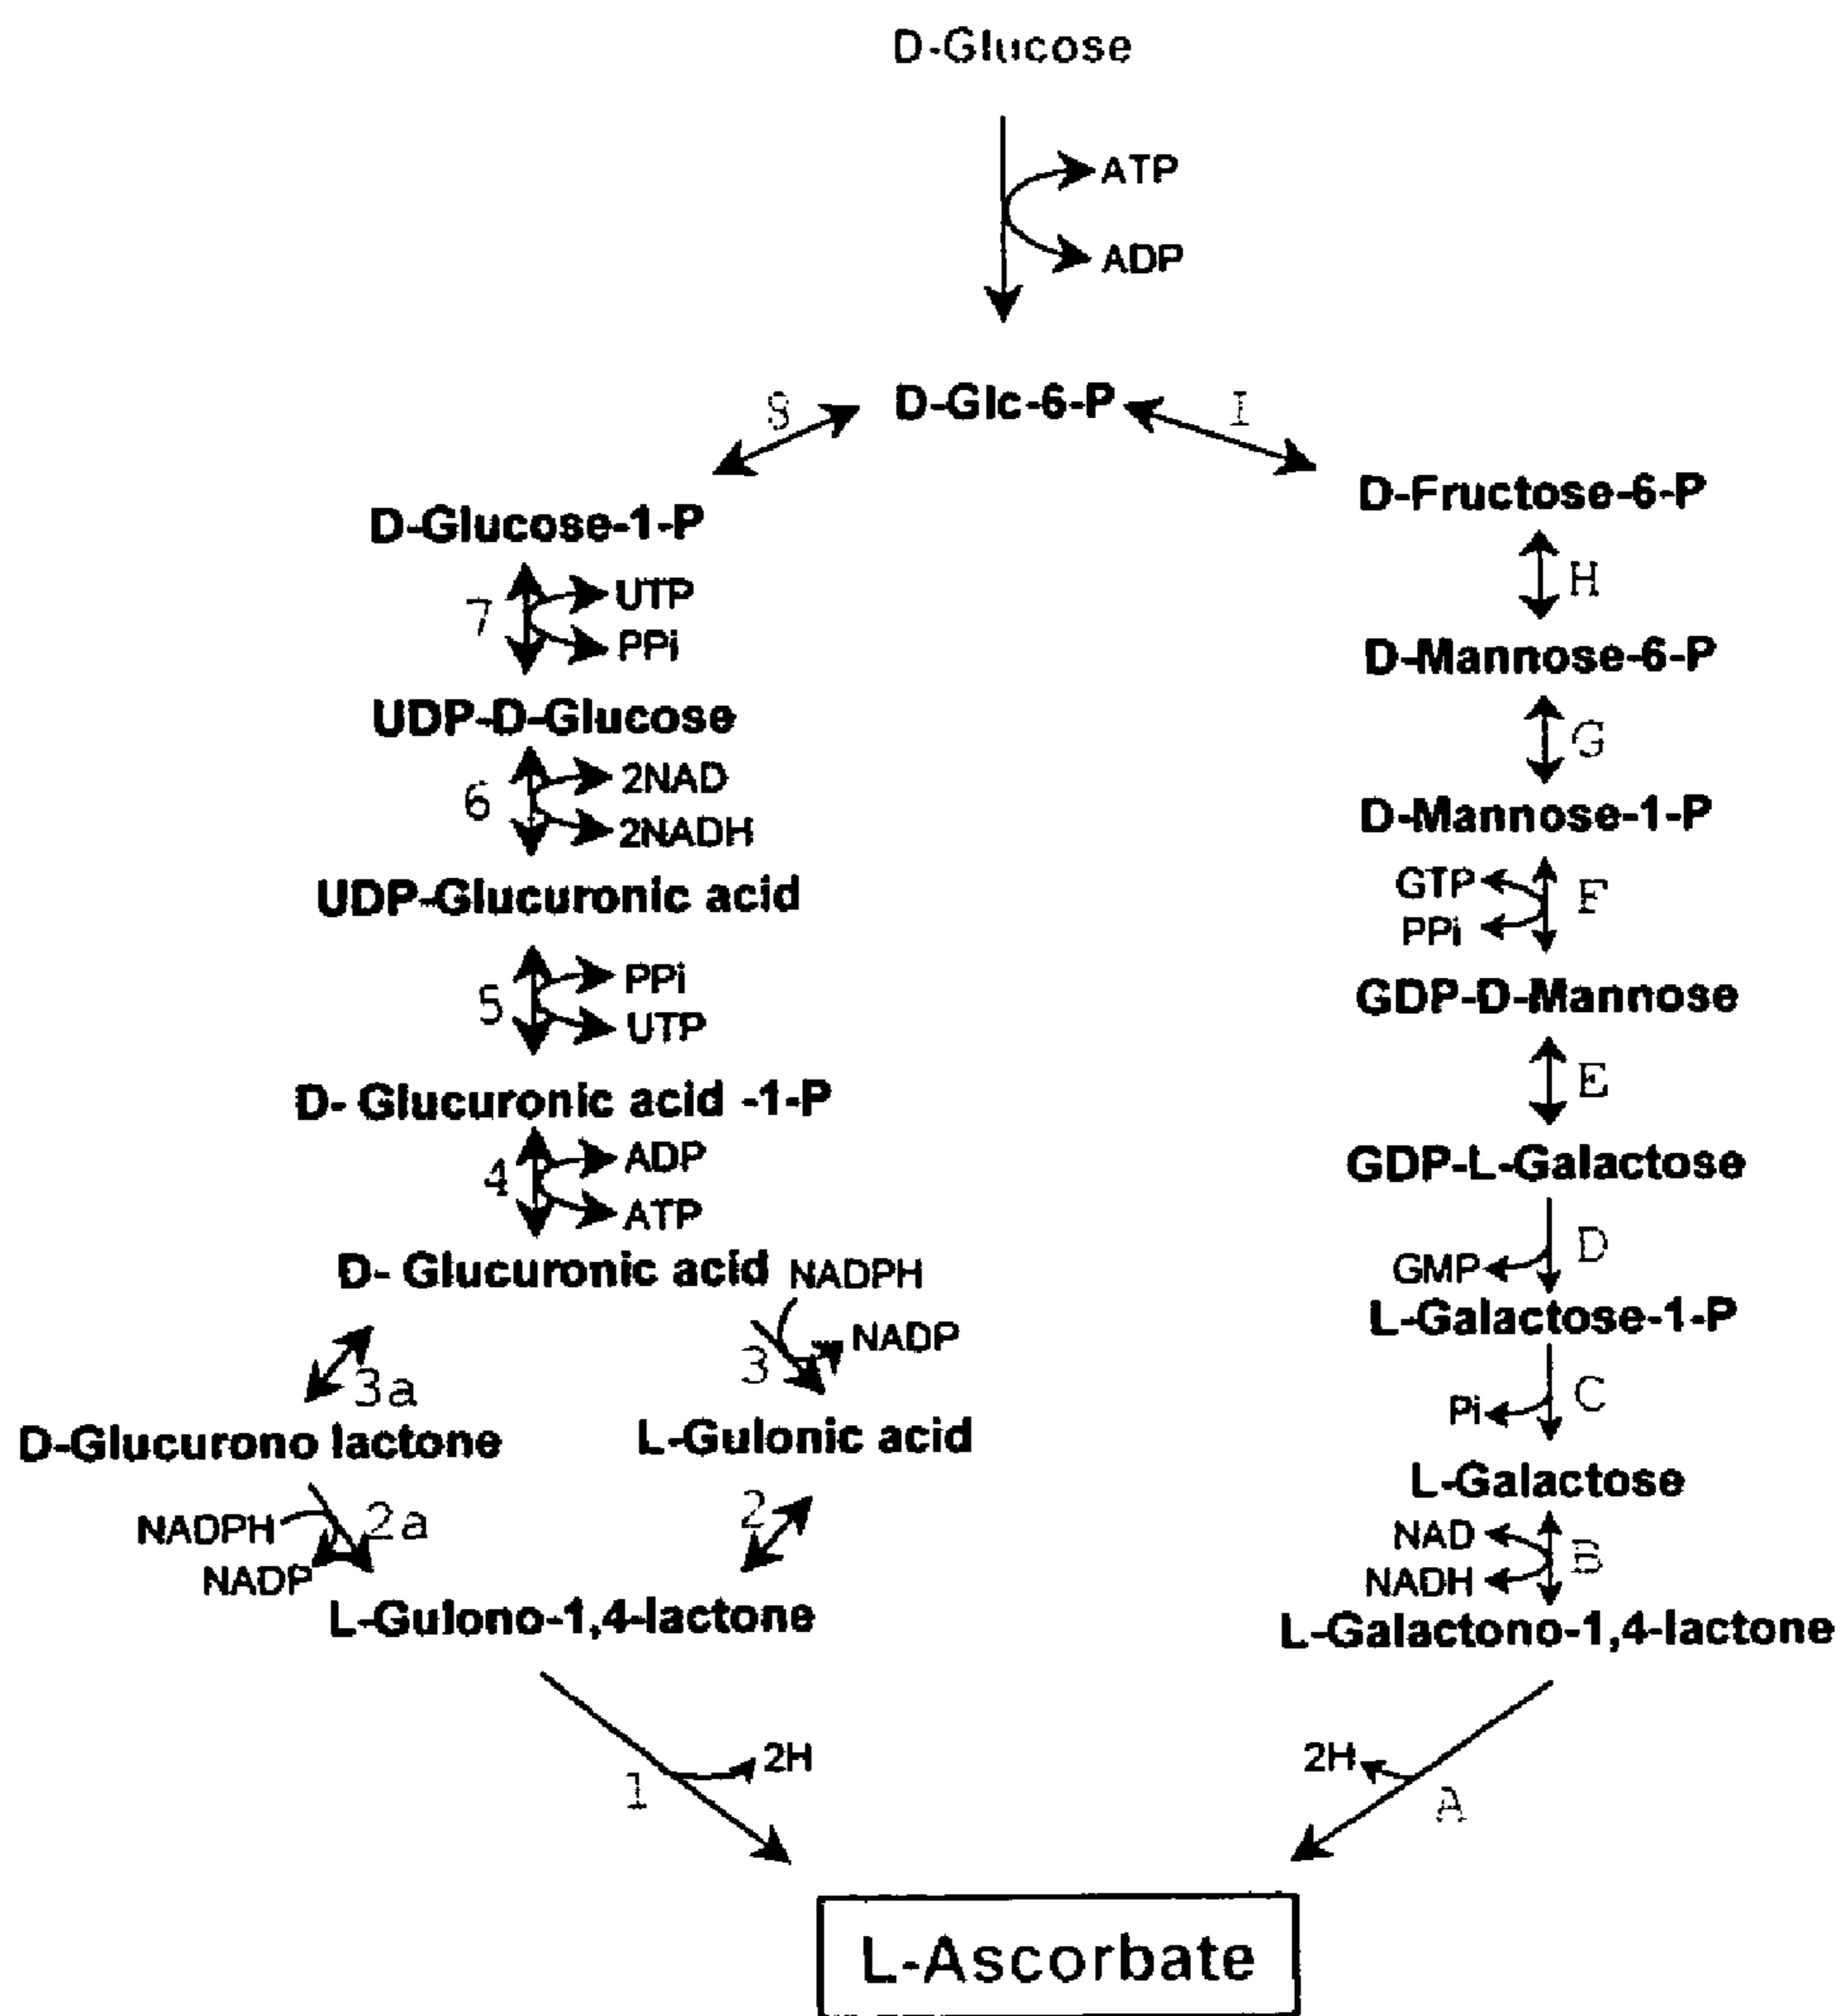 D-Glucose
ATP
ADP
D-Glc-6-P
8
I
D-Glucose-1-P
7
UTP
PPi
UDP-D-Glucose
6
2NAD
2NADH
UDP-Glucuronic acid
5
PPi
UTP
D- Glucuronic acid -1-P
4
ADP
ATP
D- Glucuronic acid
NADPH
NADP
3
3a
D-Glucurono lactone
L-Gulonic acid
NADPH
NADP
2a
2
L-Gulono-1,4-lactone
1
2H
D-Fructose-6-P
H
D-Mannose-6-P
G
D-Mannose-1-P
GTP
PPi
F
GDP-D-Mannose
E
GDP-L-Galactose
GMP
D
L-Galactose-1-P
Pi
C
L-Galactose
NAD
NADH
B
L-Galactono-1,4-lactone
2H
A
L-Ascorbate